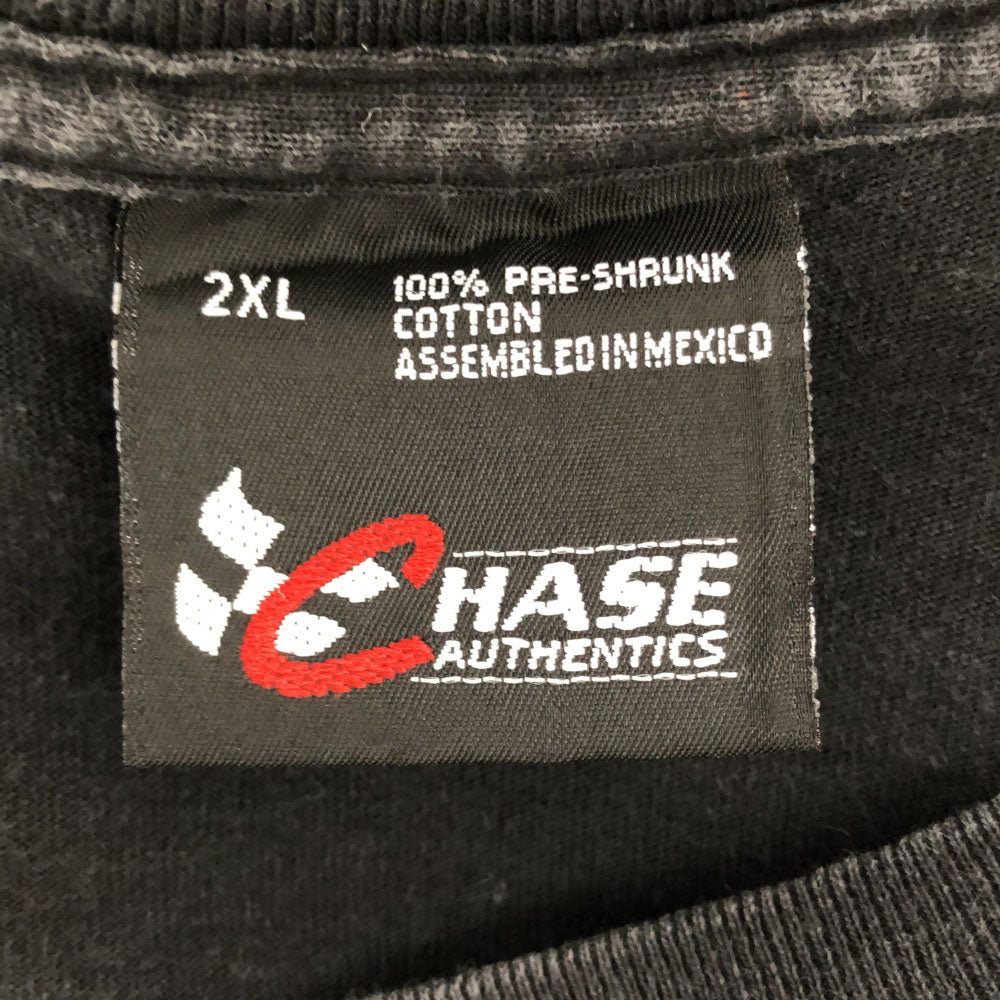 2XL
100% PRE-SHRUNK
COTTON
ASSEMBLED IN MEXICO
CHASE
AUTHENTICS